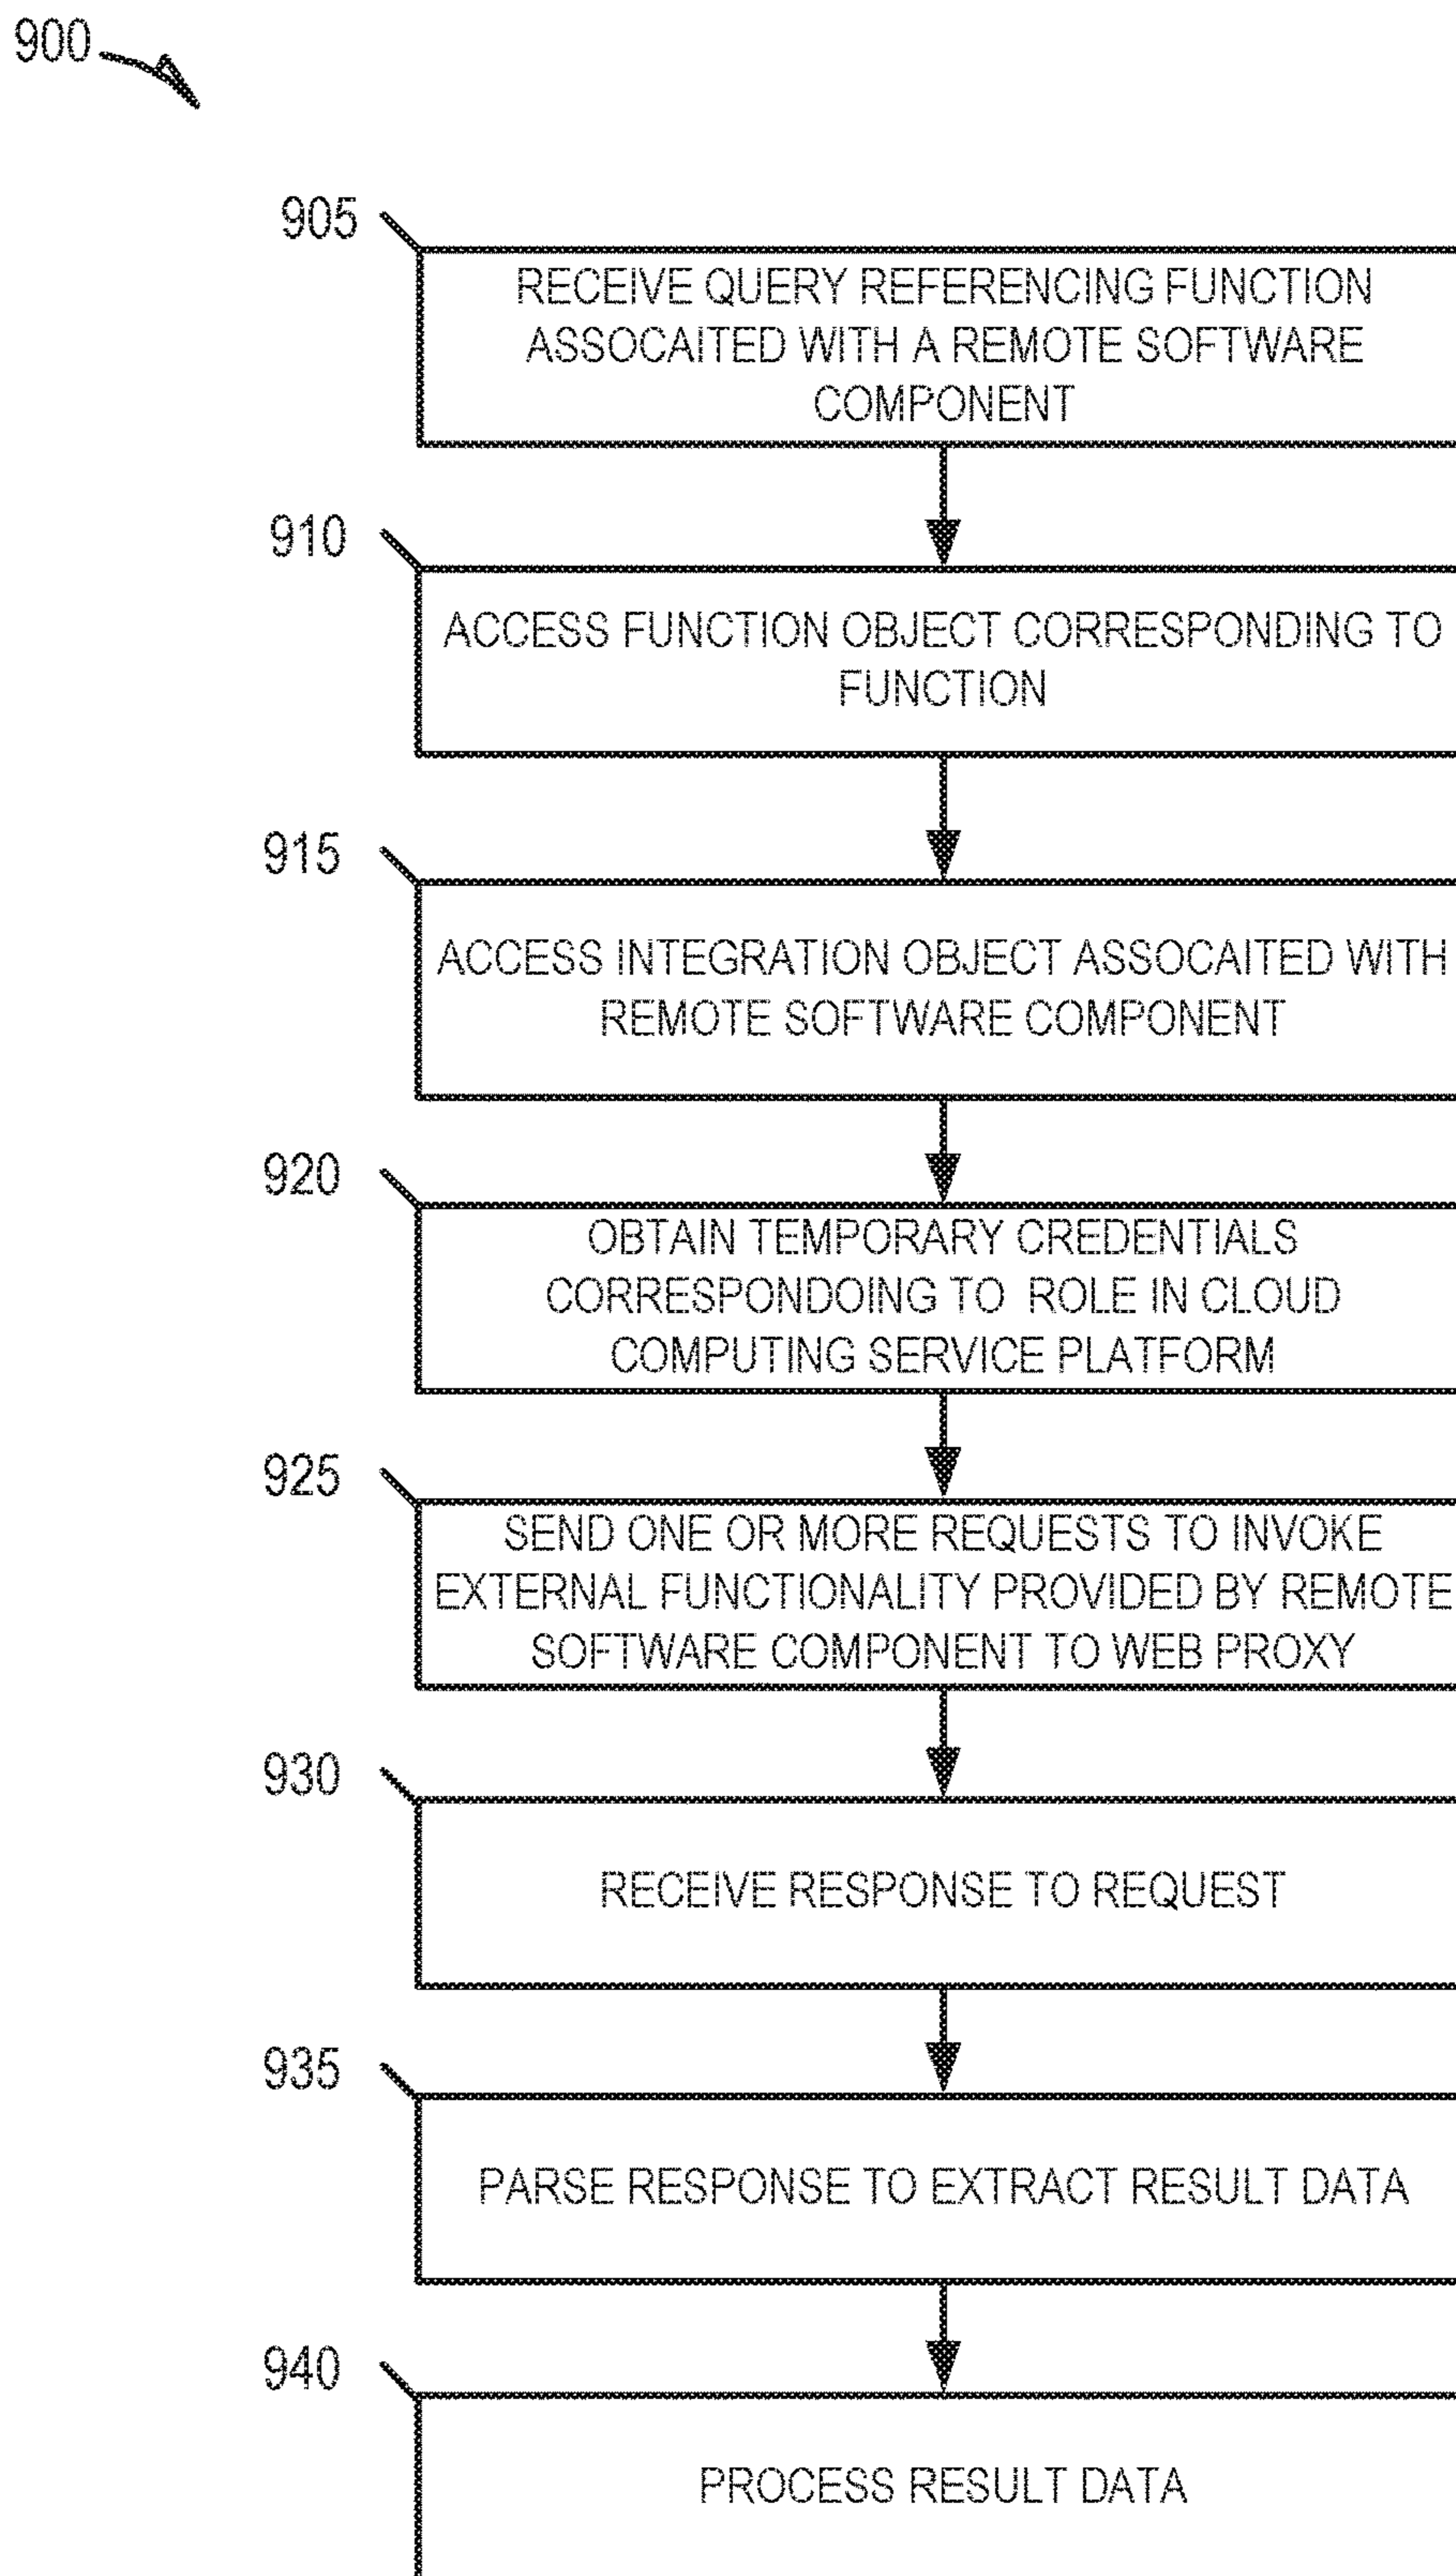 900
905
RECEIVE QUERY REFERENCING FUNCTION
ASSOCAITED WITH A REMOTE SOFTWARE
COMPONENT
910
ACCESS FUNCTION OBJECT CORRESPONDING TO
FUNCTION
915
ACCESS INTEGRATION OBJECT ASSOCAITED WITH
REMOTE SOFTWARE COMPONENT
920
OBTAIN TEMPORARY CREDENTIALS
CORRESPONDOING TO ROLE IN CLOUD
COMPUTING SERVICE PLATFORM
925
SEND ONE OR MORE REQUESTS TO INVOKE
EXTERNAL FUNCTIONALITY PROVIDED BY REMOTE
SOFTWARE COMPONENT TO WEB PROXY
930
RECEIVE RESPONSE TO REQUEST
935
PARSE RESPONSE TO EXTRACT RESULT DATA
940
PROCESS RESULT DATA